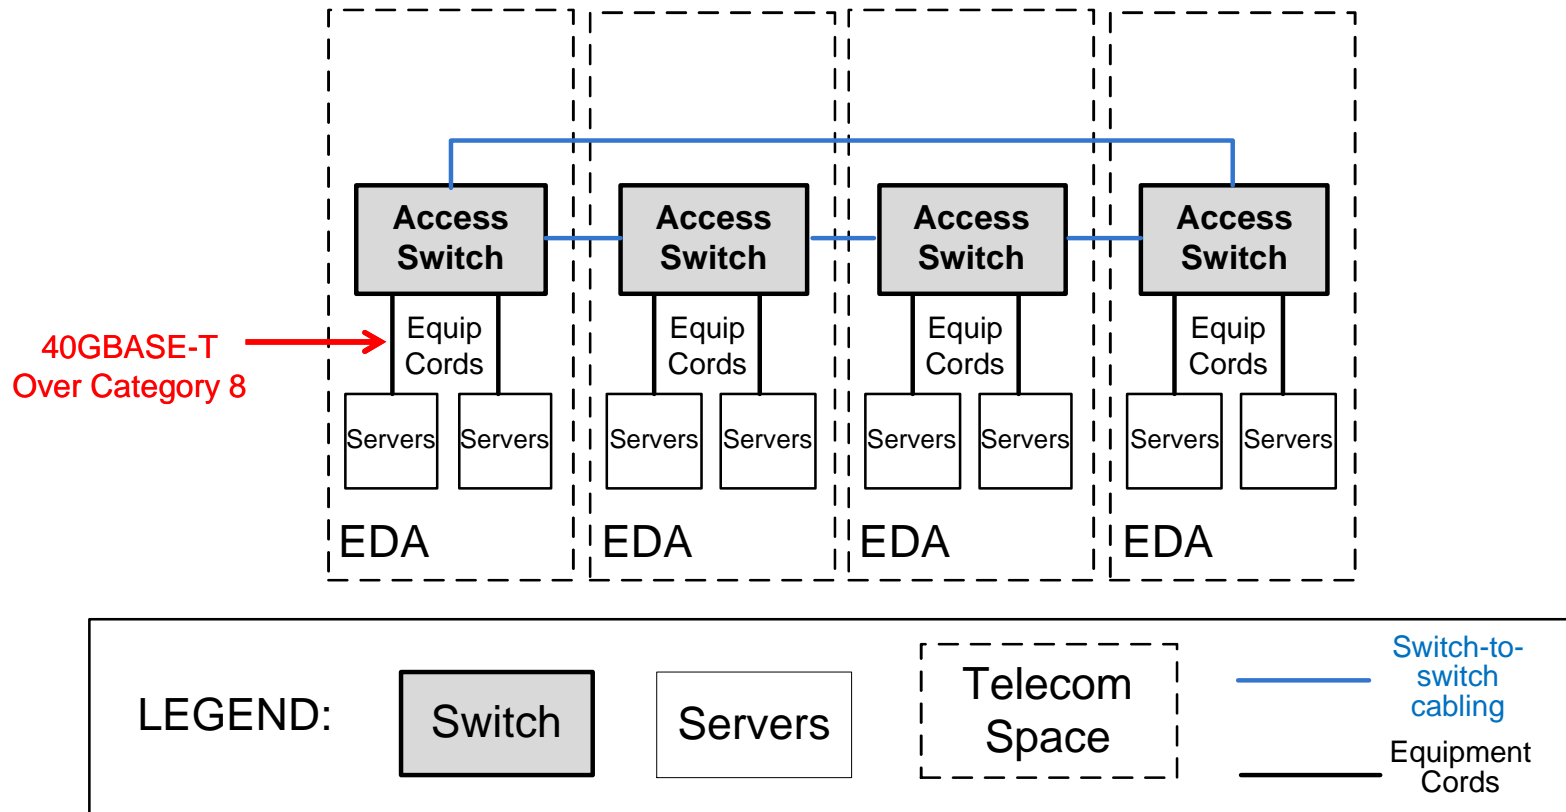 Access
Switch
Access
Switch
Access
Switch
Access
Switch
40GBASE-T
Over Category 8
Equip
Cords
Equip
Cords
Equip
Cords
Equip
Cords
Servers
Servers
Servers
Servers
Servers
Servers
Servers
Servers
EDA
EDA
EDA
EDA
LEGEND:
Switch
Servers
Telecom
Space
Switch-to-
switch
cabling
Equipment
Cords